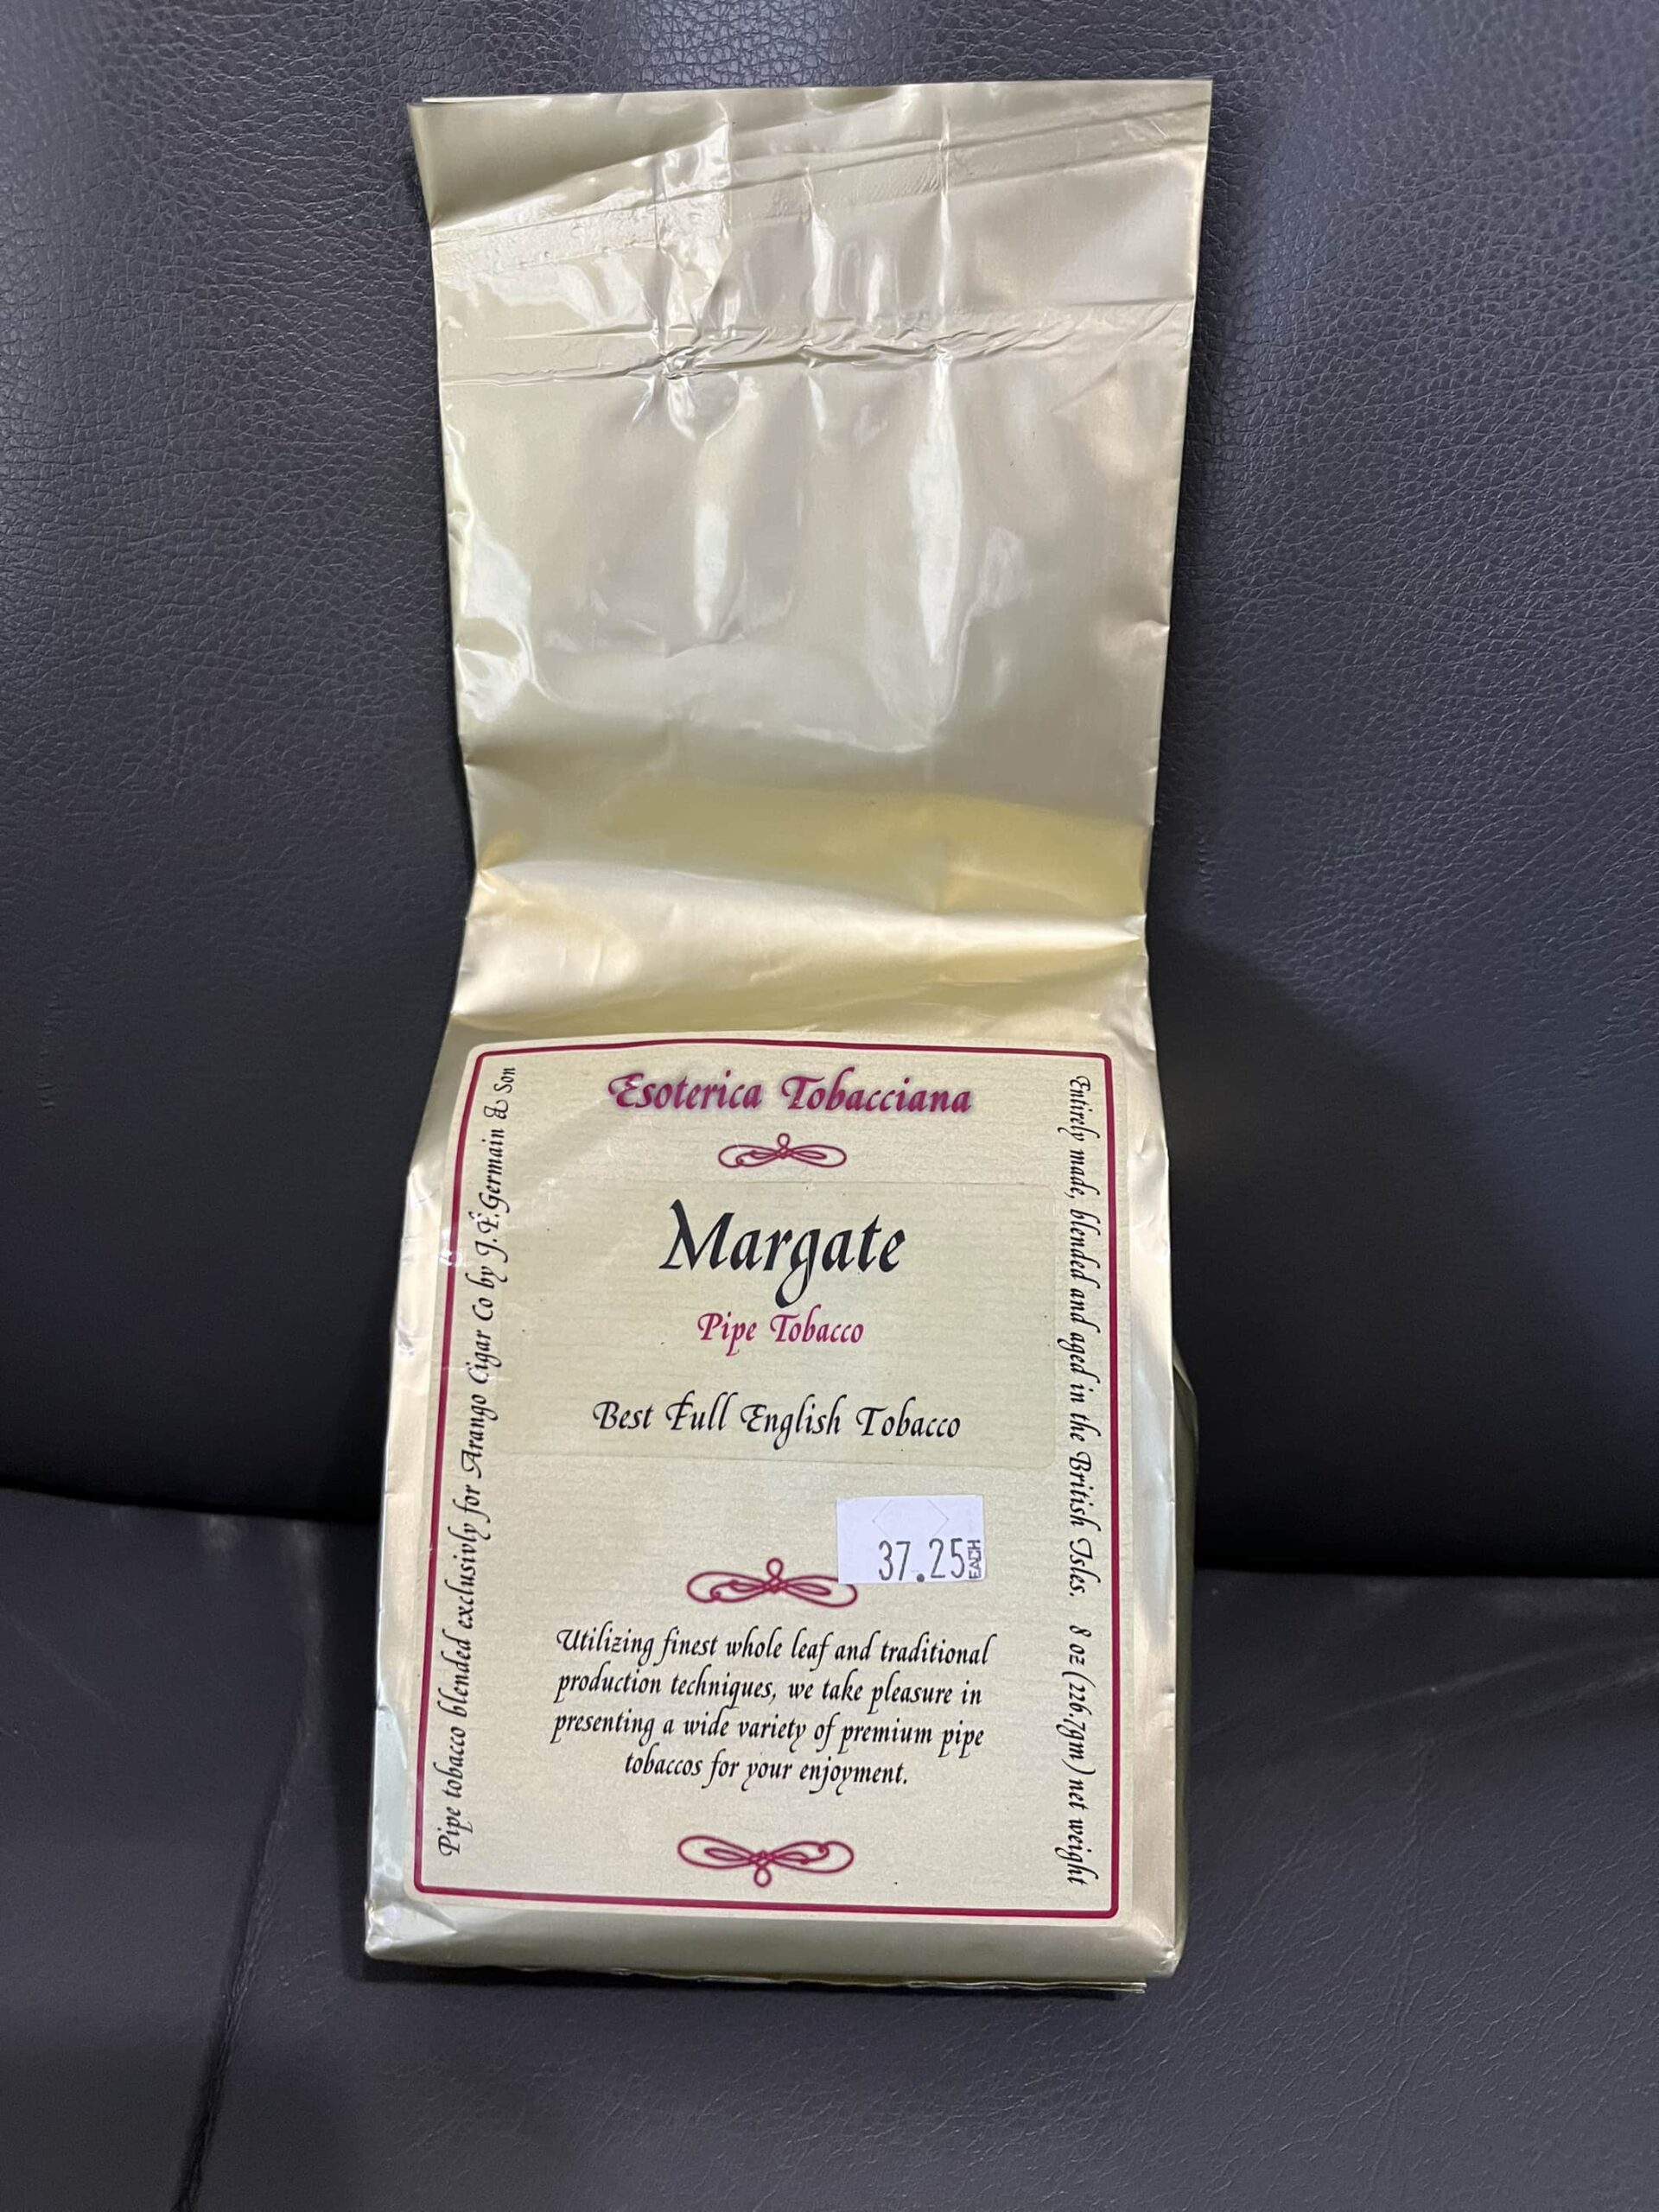 Esoterica Tobacciana
Margate
Pipe Tobacco
Best Full English Tobacco
37.25 EACH
Utilizing finest whole leaf and traditional
production techniques, we take pleasure in
presenting a wide variety of premium pipe
tobaccos for your enjoyment.
Pipe tobacco blended exclusivly for Arango Cigar Co by J.F.Germain & Son
Entirely made, blended and aged in the British Isles. 8 oz (226.7gm) net weight